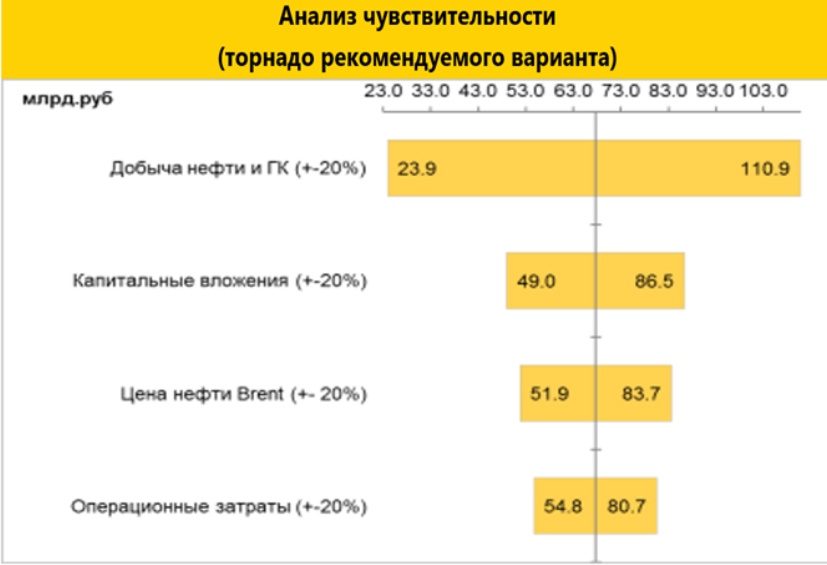 Анализ чувствительности
(торнадо рекомендуемого варианта)
млрд.руб
23.0 33.0 43.0 53.0 63.0 73.0 83.0 93.0 103.0
Добыча нефти и ГК (+-20%) 23.9 110.9
Капитальные вложения (+-20%) 49.0 86.5
Цена нефти Brent (+- 20%) 51.9 83.7
Операционные затраты (+-20%) 54.8 80.7